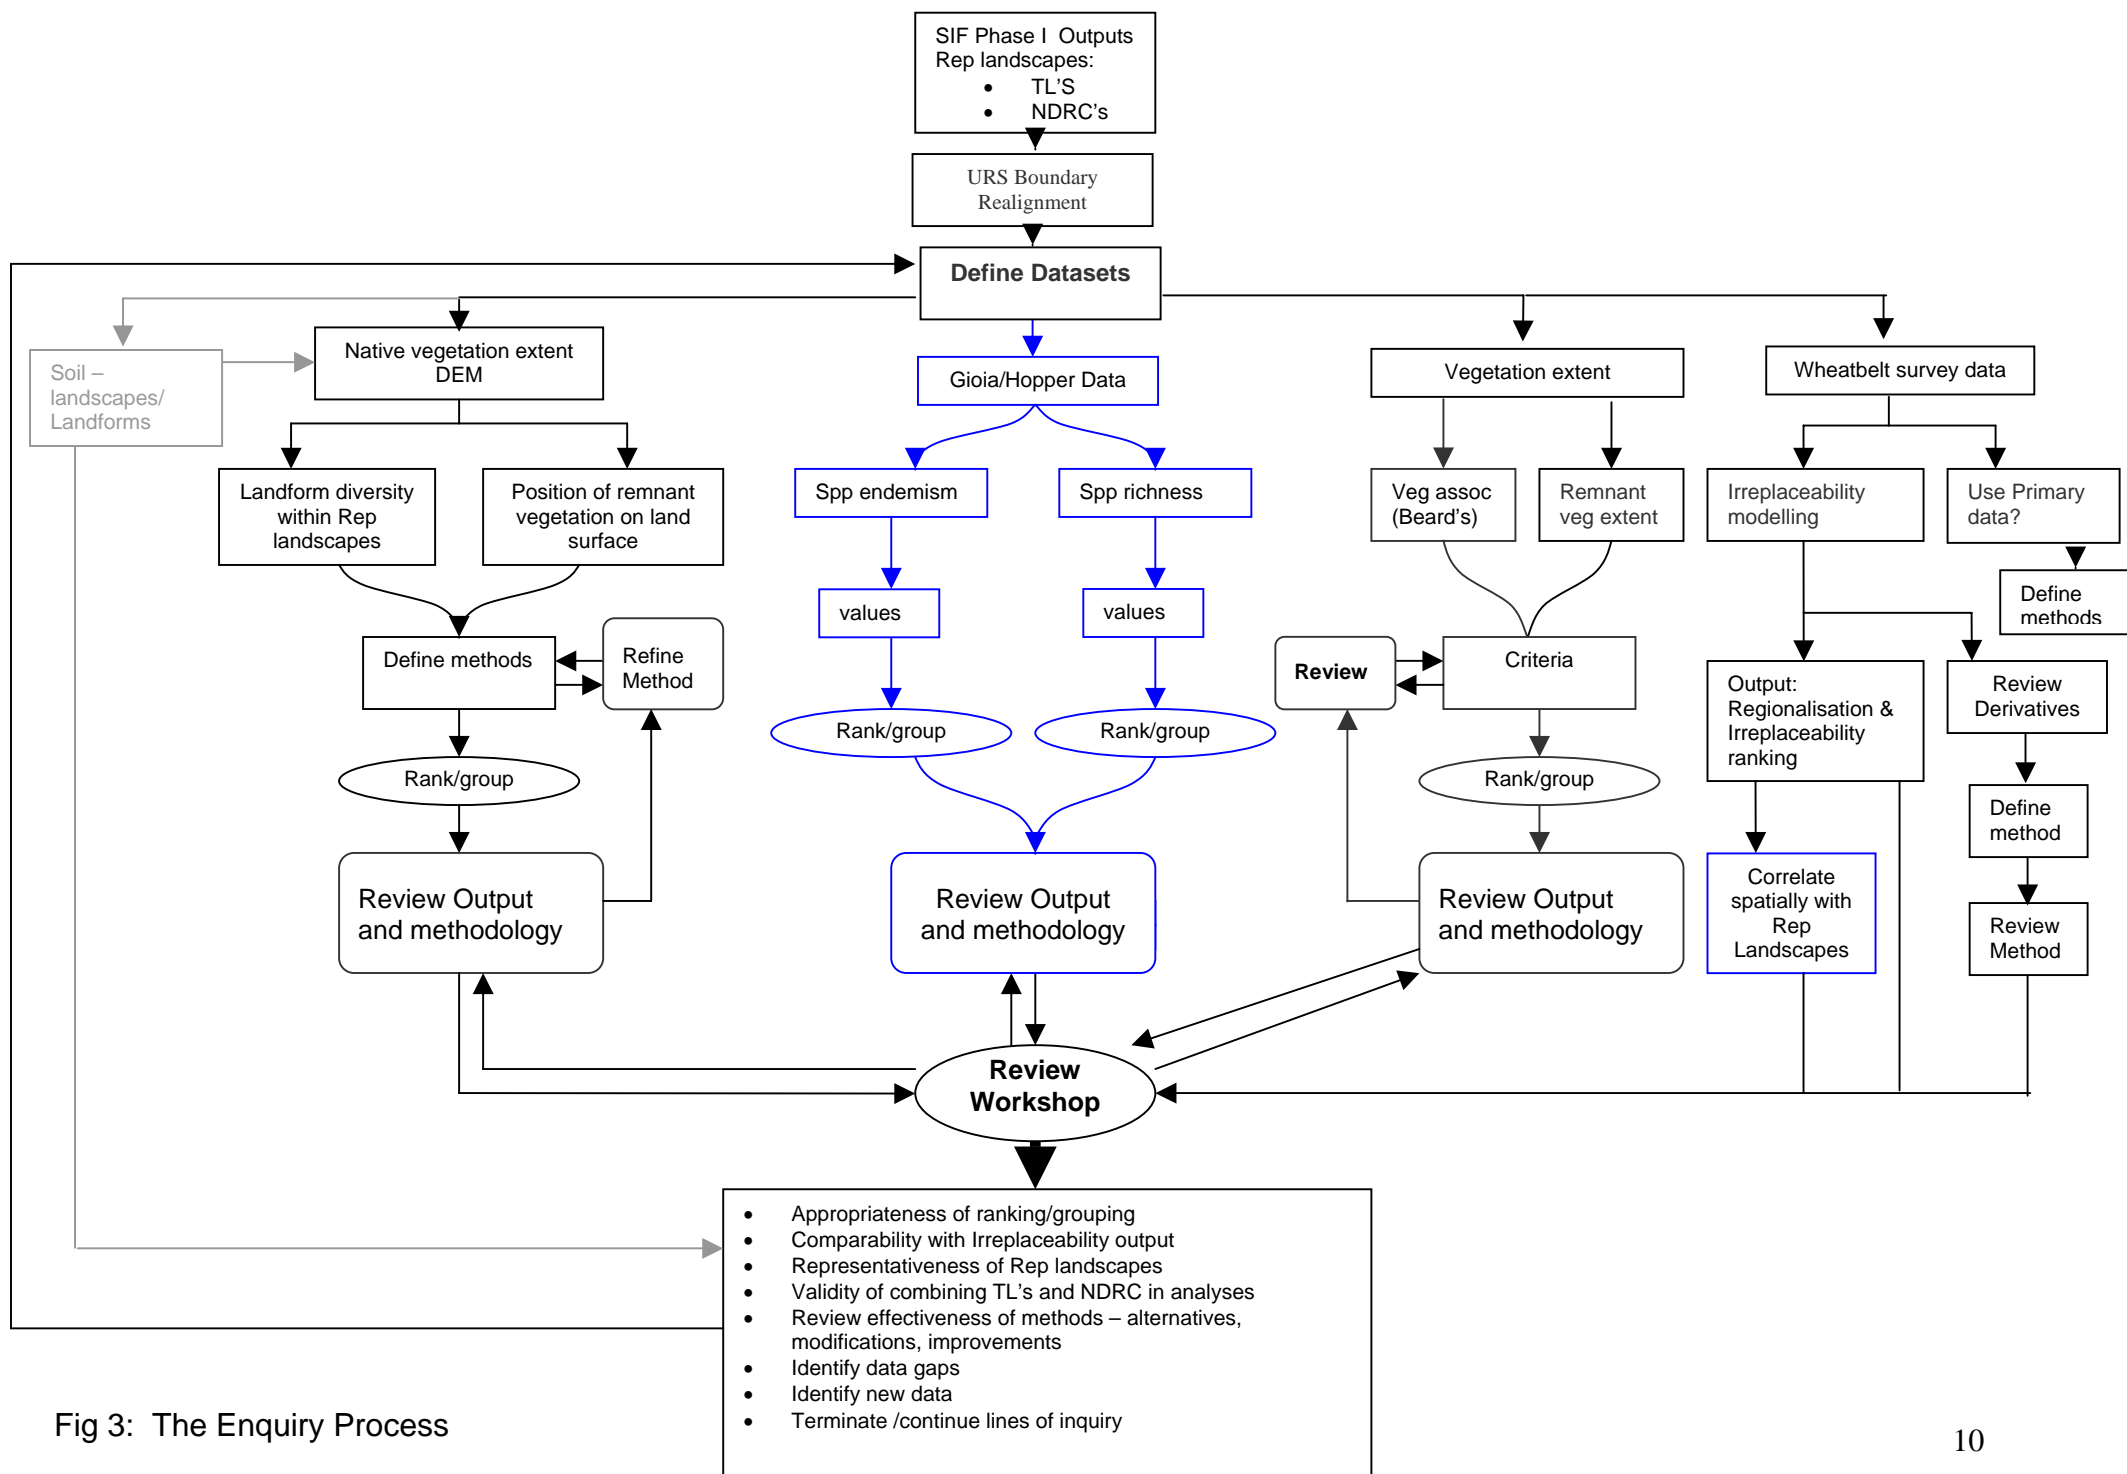 SIF Phase I Outputs
Rep landscapes:
• TL'S
• NDRC's
URS Boundary
Realignment
Define Datasets
Soil –
landscapes/
Landforms
Native vegetation extent
DEM
Gioia/Hopper Data
Vegetation extent
Wheatbelt survey data
Landform diversity
within Rep
landscapes
Position of remnant
vegetation on land
surface
Spp endemism
Spp richness
Veg assoc
(Beard's)
Remnant
veg extent
Irreplaceability
modelling
Use Primary
data?
Define
methods
values
values
Define methods
Refine
Method
Review
Criteria
Output:
Regionalisation &
Irreplaceability
ranking
Review
Derivatives
Rank/group
Rank/group
Rank/group
Rank/group
Define
method
Review Output
and methodology
Review Output
and methodology
Review Output
and methodology
Correlate
spatially with
Rep
Landscapes
Review
Method
Review
Workshop
• Appropriateness of ranking/grouping
• Comparability with Irreplaceability output
• Representativeness of Rep landscapes
• Validity of combining TL's and NDRC in analyses
• Review effectiveness of methods – alternatives,
modifications, improvements
• Identify data gaps
• Identify new data
• Terminate /continue lines of inquiry
Fig 3: The Enquiry Process
10